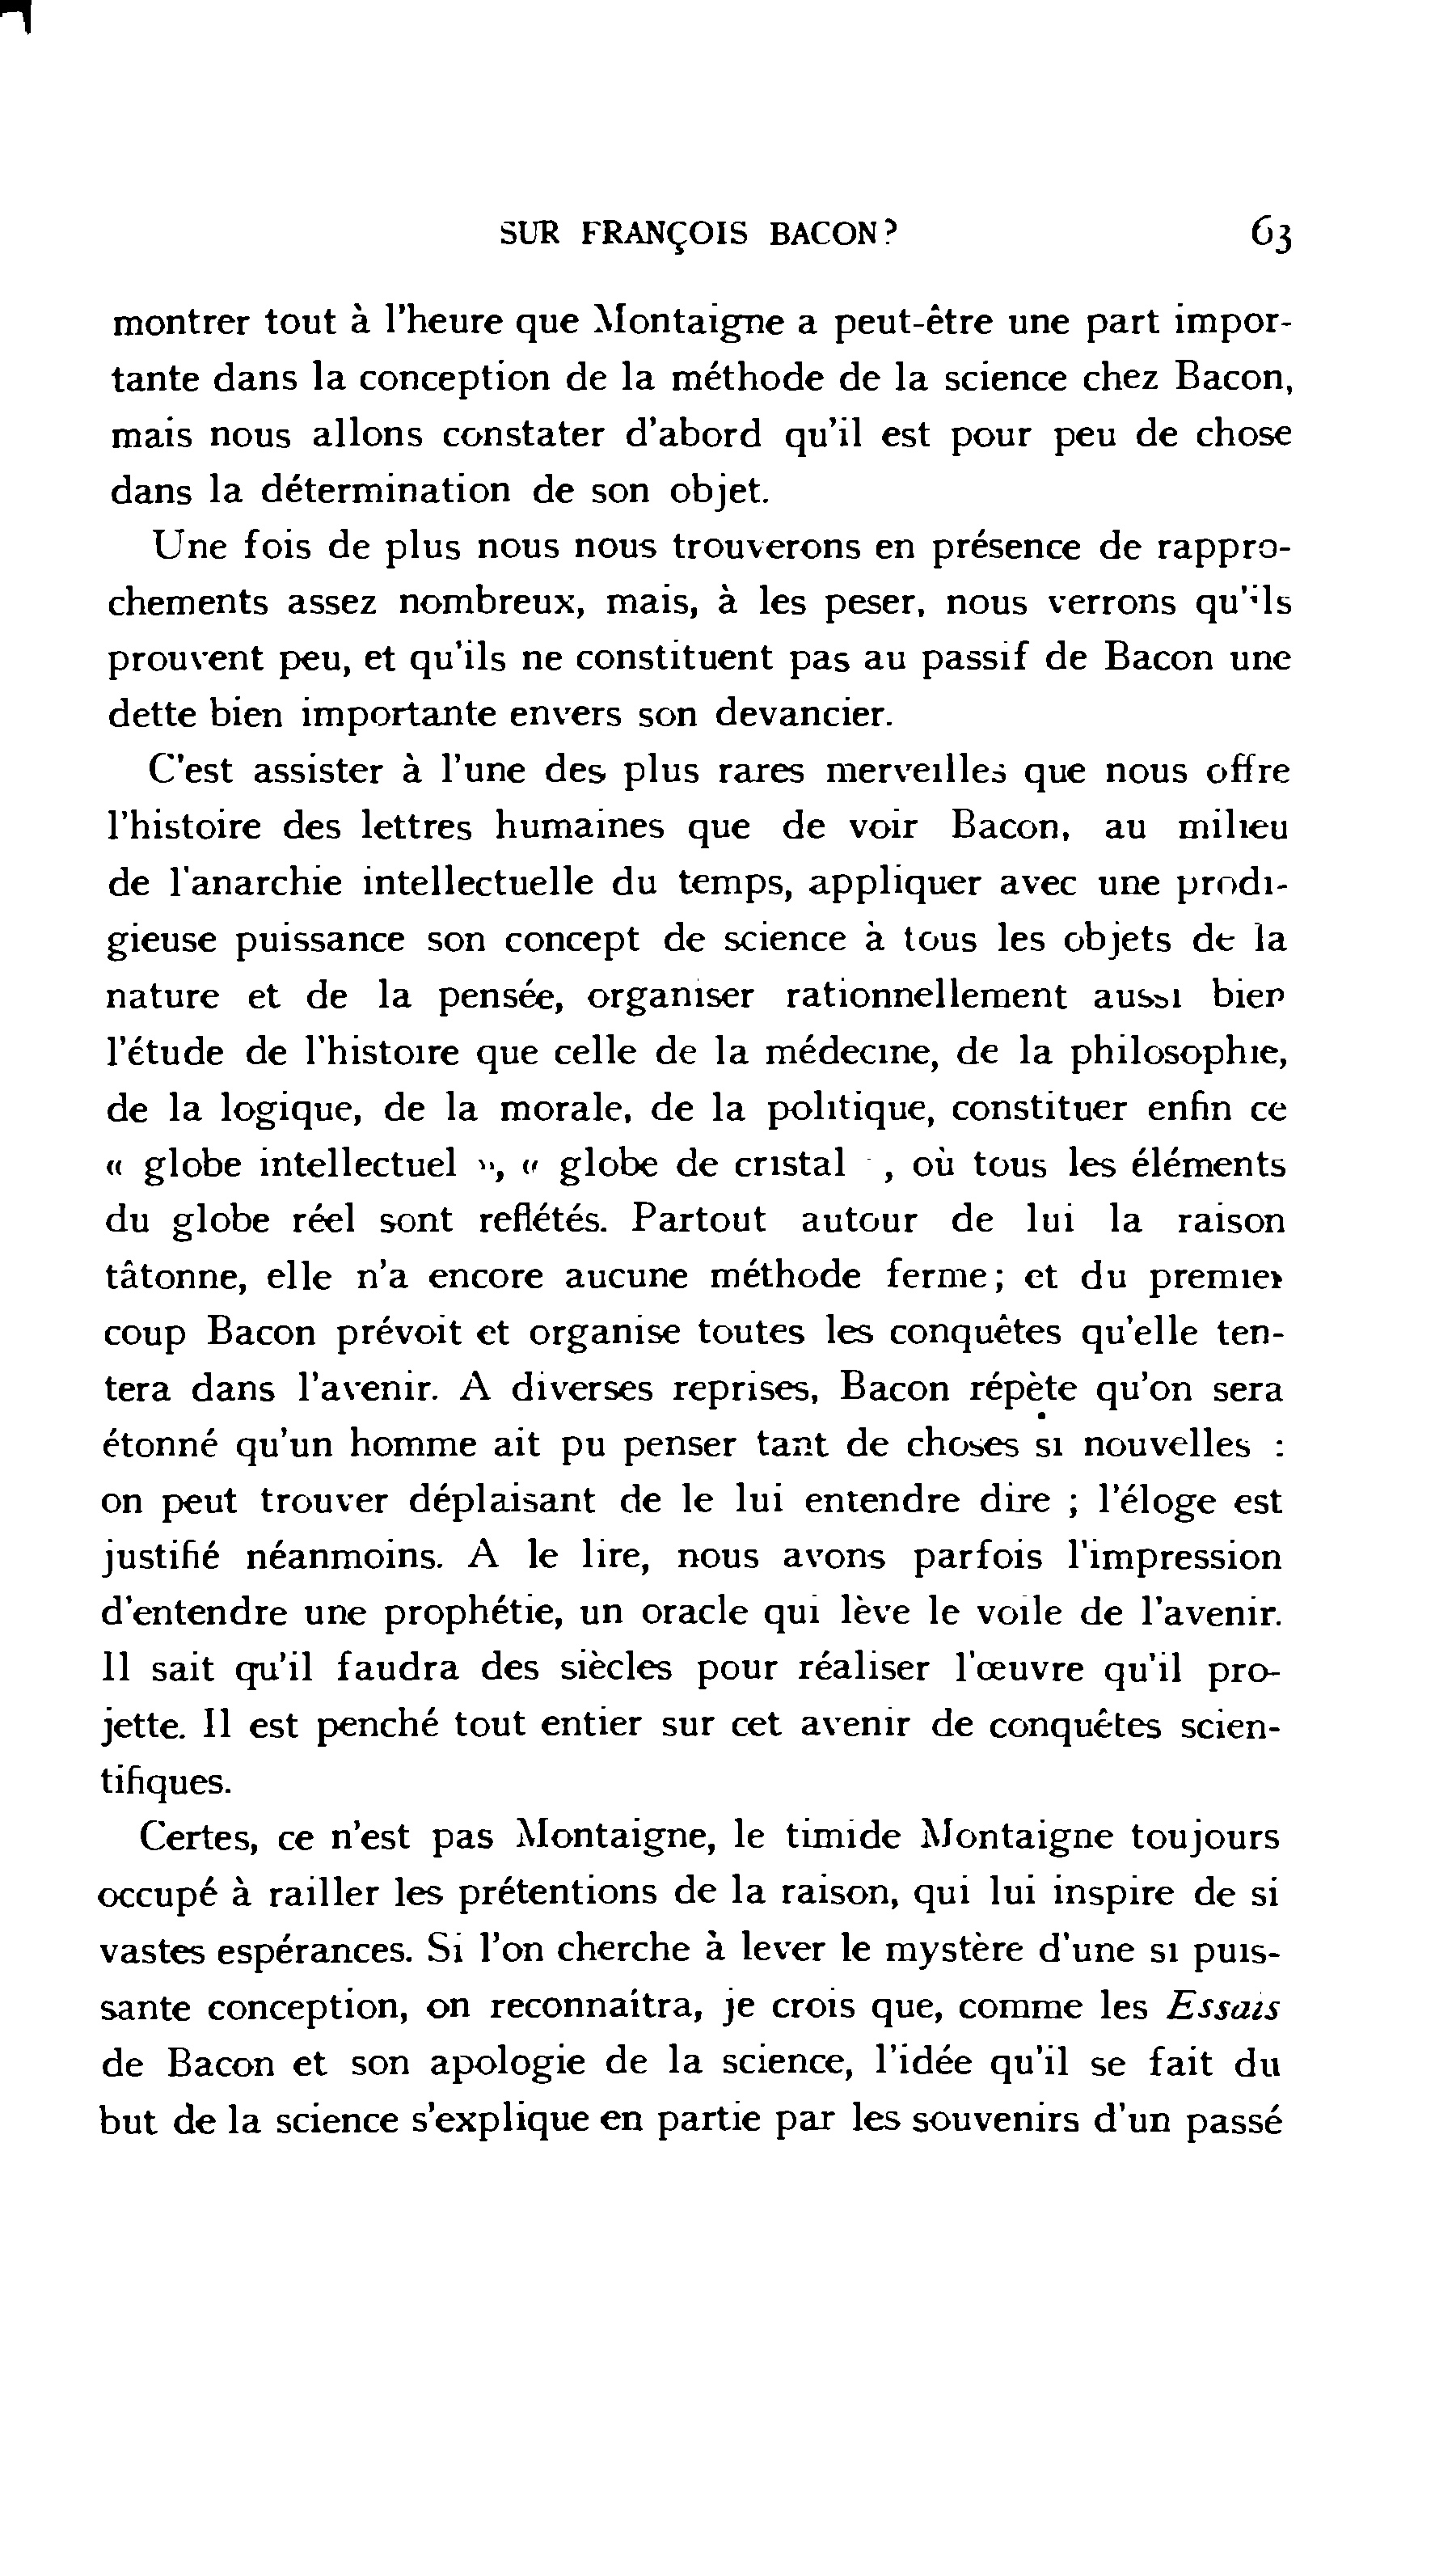 SUR FRANÇOIS BACON? 63
montrer tout à l'heure que Montaigne a peut-être une part impor-
tante dans la conception de la méthode de la science chez Bacon,
mais nous allons constater d'abord qu'il est pour peu de chose
dans la détermination de son objet.
Une fois de plus nous nous trouverons en présence de rappro-
chements assez nombreux, mais, à les peser, nous verrons qu'ils
prouvent peu, et qu'ils ne constituent pas au passif de Bacon une
dette bien importante envers son devancier.
C'est assister à l'une des plus rares merveilles que nous offre
l'histoire des lettres humaines que de voir Bacon, au milieu
de l'anarchie intellectuelle du temps, appliquer avec une prodi-
gieuse puissance son concept de science à tous les objets de la
nature et de la pensée, organiser rationnellement aussi bien
l'étude de l'histoire que celle de la médecine, de la philosophie,
de la logique, de la morale, de la politique, constituer enfin ce
« globe intellectuel », « globe de cristal », où tous les éléments
du globe réel sont reflétés. Partout autour de lui la raison
tâtonne, elle n'a encore aucune méthode ferme; et du premier
coup Bacon prévoit et organise toutes les conquêtes qu'elle ten-
tera dans l'avenir. A diverses reprises, Bacon répète qu'on sera
étonné qu'un homme ait pu penser tant de choses si nouvelles :
on peut trouver déplaisant de le lui entendre dire ; l'éloge est
justifié néanmoins. A le lire, nous avons parfois l'impression
d'entendre une prophétie, un oracle qui lève le voile de l'avenir.
Il sait qu'il faudra des siècles pour réaliser l'œuvre qu'il pro-
jette. Il est penché tout entier sur cet avenir de conquêtes scien-
tifiques.
Certes, ce n'est pas Montaigne, le timide Montaigne toujours
occupé à railler les prétentions de la raison, qui lui inspire de si
vastes espérances. Si l'on cherche à lever le mystère d'une si puis-
sante conception, on reconnaîtra, je crois que, comme les Essais
de Bacon et son apologie de la science, l'idée qu'il se fait du
but de la science s'explique en partie par les souvenirs d'un passé